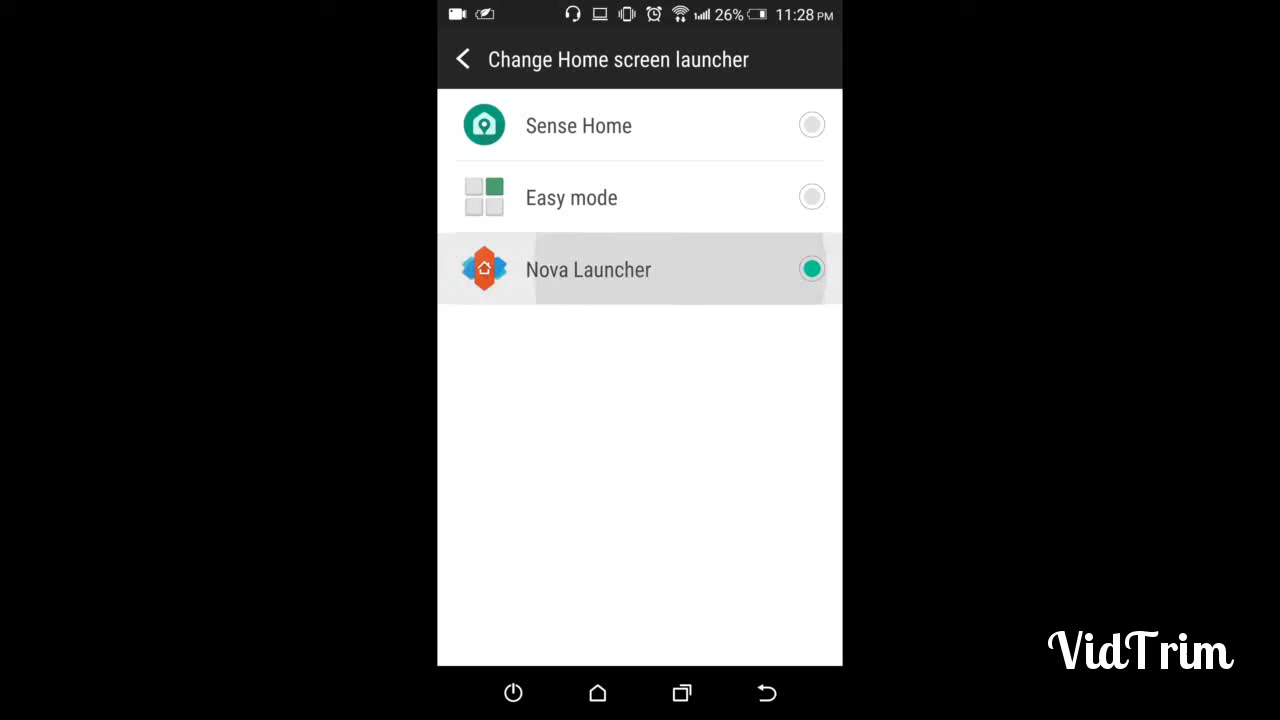 26% 11:28 PM
Change Home screen launcher
Sense Home
Easy mode
Nova Launcher
VidTrim